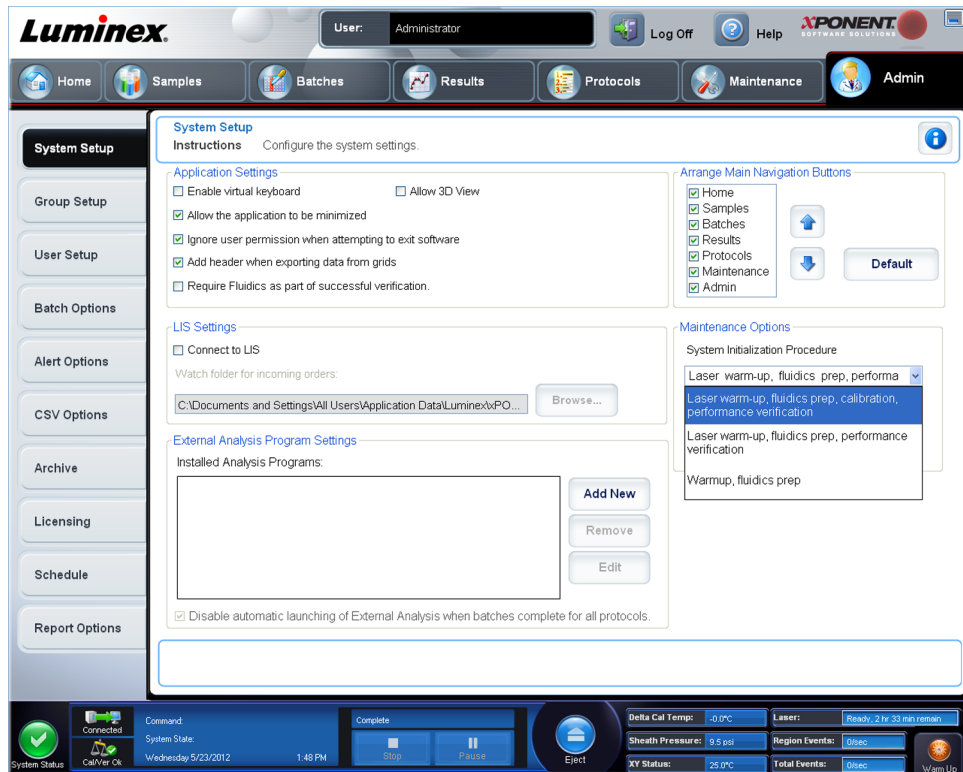 Luminex.
User: Administrator
Log Off
Help
XPONENT.
SOFTWARE SOLUTIONS
Home
Samples
Batches
Results
Protocols
Maintenance
Admin
System Setup
Group Setup
User Setup
Batch Options
Alert Options
CSV Options
Archive
Licensing
Schedule
Report Options
System Setup
Instructions Configure the system settings.
Application Settings
Enable virtual keyboard
Allow 3D View
Allow the application to be minimized
Ignore user permission when attempting to exit software
Add header when exporting data from grids
Require Fluidics as part of successful verification.
Arrange Main Navigation Buttons
Home
Samples
Batches
Results
Protocols
Maintenance
Admin
Default
LIS Settings
Connect to LIS
Watch folder for incoming orders:
C:\Documents and Settings\All Users\Application Data\Luminex\xPO...
Browse...
Maintenance Options
System Initialization Procedure
Laser warm-up, fluidics prep, performa
Laser warm-up, fluidics prep, calibration,
performance verification
Laser warm-up, fluidics prep, performance
verification
Warmup, fluidics prep
External Analysis Program Settings
Installed Analysis Programs:
Add New
Remove
Edit
Disable automatic launching of External Analysis when batches complete for all protocols.
System Status
Connected
Cal/Ver Ok
Command:
System State:
Wednesday 5/23/2012 1:48 PM
Complete
Stop
Pause
Eject
Delta Cal Temp: -0.0°C
Sheath Pressure: 9.5 psi
XY Status: 25.0°C
Laser: Ready, 2 hr 33 min remain
Region Events: 0/sec
Total Events: 0/sec
Warm Up